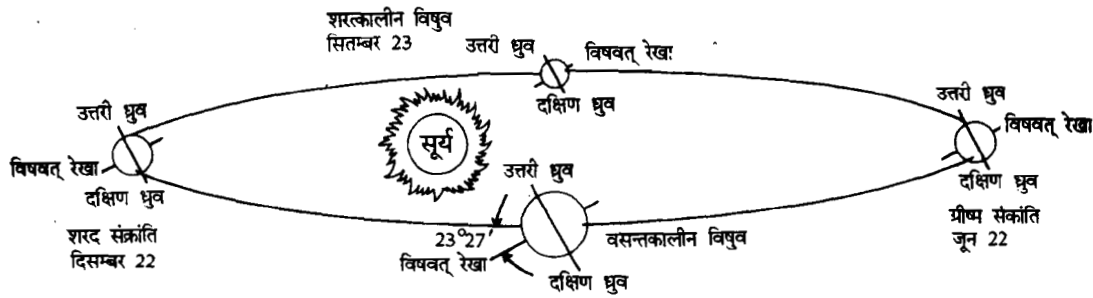 शरत्कालीन विषुव
सितम्बर 23
उत्तरी ध्रुव
विषवत् रेखा
दक्षिण ध्रुव
उत्तरी ध्रुव
विषवत् रेखा
दक्षिण ध्रुव
शरद संक्रांति
दिसम्बर 22
सूर्य
उत्तरी ध्रुव
23°27'
विषवत् रेखा
वसन्तकालीन विषुव
दक्षिण ध्रुव
उत्तरी ध्रुव
विषवत् रेखा
दक्षिण ध्रुव
ग्रीष्म संकांति
जून 22